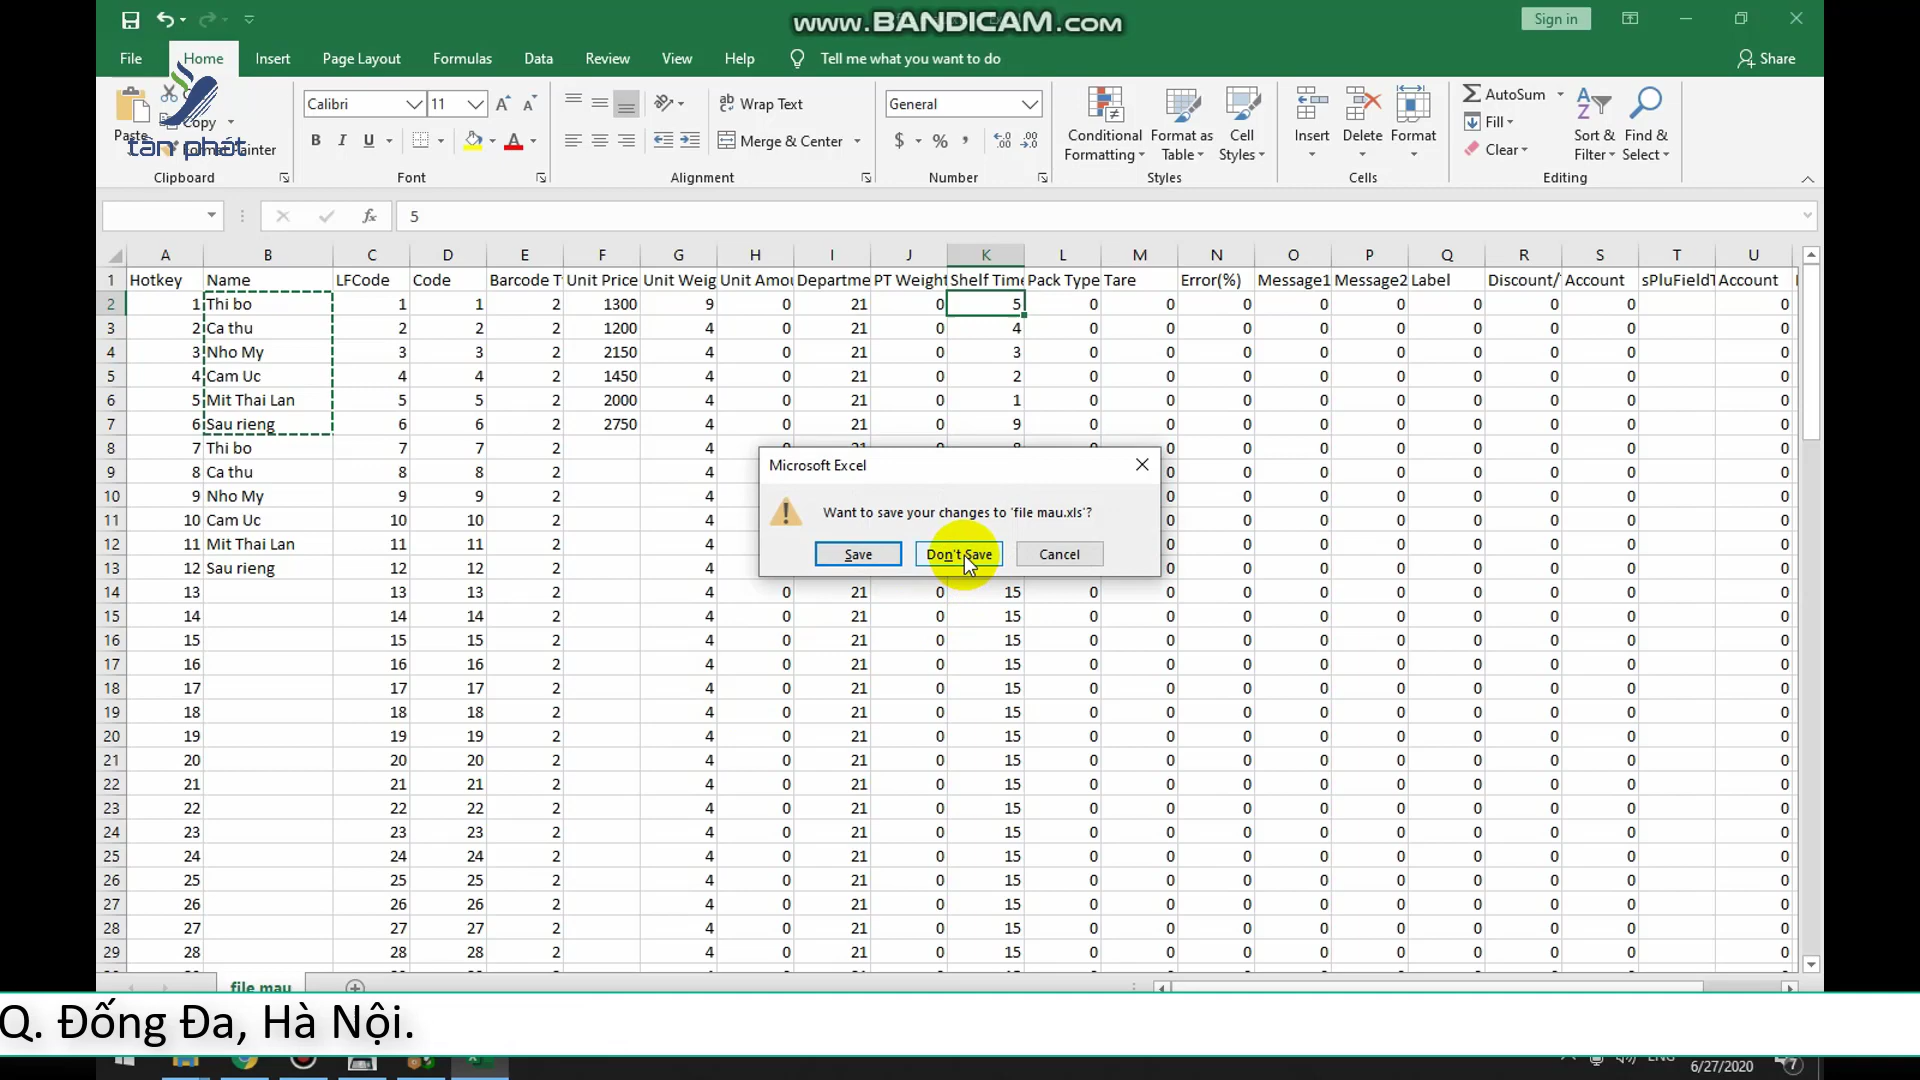 www.BANDICAM.com
Sign in
File Home Insert Page Layout Formulas Data Review View Help Tell me what you want to do Share
Paste Copy Format Painter
tân phát
Calibri 11
B I U
ab Wrap Text
Merge & Center
General
$ % ,
Conditional Formatting
Format as Table
Cell Styles
Insert Delete Format
AutoSum
Fill
Clear
Sort & Filter
Find & Select
Clipboard Font Alignment Number Styles Cells Editing
fx 5
A B C D E F G H I J K L M N O P Q R S T U
1 Hotkey Name LFCode Code Barcode T Unit Price Unit Weig Unit Amou Departme PT Weight Shelf Time Pack Type Tare Error(%) Message1 Message2 Label Discount/ Account sPluFieldT Account
2 1 Thi bo 1 1 2 1300 9 0 21 0 5 0 0 0 0 0 0 0 0 0
3 2 Ca thu 2 2 2 1200 4 0 21 0 4 0 0 0 0 0 0 0 0 0
4 3 Nho My 3 3 2 2150 4 0 21 0 3 0 0 0 0 0 0 0 0 0
5 4 Cam Uc 4 4 2 1450 4 0 21 0 2 0 0 0 0 0 0 0 0 0
6 5 Mit Thai Lan 5 5 2 2000 4 0 21 0 1 0 0 0 0 0 0 0 0 0
7 6 Sau rieng 6 6 2 2750 4 0 21 0 9 0 0 0 0 0 0 0 0 0
8 7 Thi bo 7 7 2 4 0 0 0 0 0 0 0 0
9 8 Ca thu 8 8 2 4 0 0 0 0 0 0 0 0
10 9 Nho My 9 9 2 4 0 0 0 0 0 0 0 0
11 10 Cam Uc 10 10 2 4 0 0 0 0 0 0 0 0
12 11 Mit Thai Lan 11 11 2 4 0 0 0 0 0 0 0 0
13 12 Sau rieng 12 12 2 4 0 0 0 0 0 0 0 0
Microsoft Excel
Want to save your changes to 'file mau.xls'?
Save Don't Save Cancel
14 13 13 13 2 4 0 21 0 15 0 0 0 0 0 0 0 0 0
15 14 14 14 2 4 0 21 0 15 0 0 0 0 0 0 0 0 0
16 15 15 15 2 4 0 21 0 15 0 0 0 0 0 0 0 0 0
17 16 16 16 2 4 0 21 0 15 0 0 0 0 0 0 0 0 0
18 17 17 17 2 4 0 21 0 15 0 0 0 0 0 0 0 0 0
19 18 18 18 2 4 0 21 0 15 0 0 0 0 0 0 0 0 0
20 19 19 19 2 4 0 21 0 15 0 0 0 0 0 0 0 0 0
21 20 20 20 2 4 0 21 0 15 0 0 0 0 0 0 0 0 0
22 21 21 21 2 4 0 21 0 15 0 0 0 0 0 0 0 0 0
23 22 22 22 2 4 0 21 0 15 0 0 0 0 0 0 0 0 0
24 23 23 23 2 4 0 21 0 15 0 0 0 0 0 0 0 0 0
25 24 24 24 2 4 0 21 0 15 0 0 0 0 0 0 0 0 0
26 25 25 25 2 4 0 21 0 15 0 0 0 0 0 0 0 0 0
27 26 26 26 2 4 0 21 0 15 0 0 0 0 0 0 0 0 0
28 27 27 27 2 4 0 21 0 15 0 0 0 0 0 0 0 0 0
29 28 28 28 2 4 0 21 0 15 0 0 0 0 0 0 0 0 0
file mau
Q. Đống Đa, Hà Nội.
ENG
6/27/2020
7